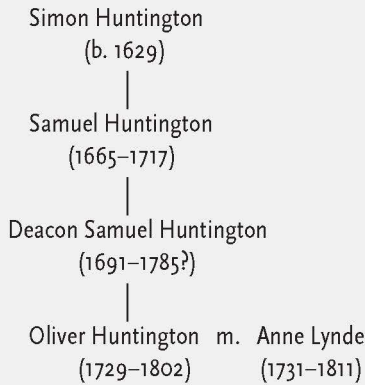 Simon Huntington
(b. 1629)
Samuel Huntington
(1665–1717)
Deacon Samuel Huntington
(1691–1785?)
Oliver Huntington m. Anne Lynde
(1729–1802) (1731–1811)